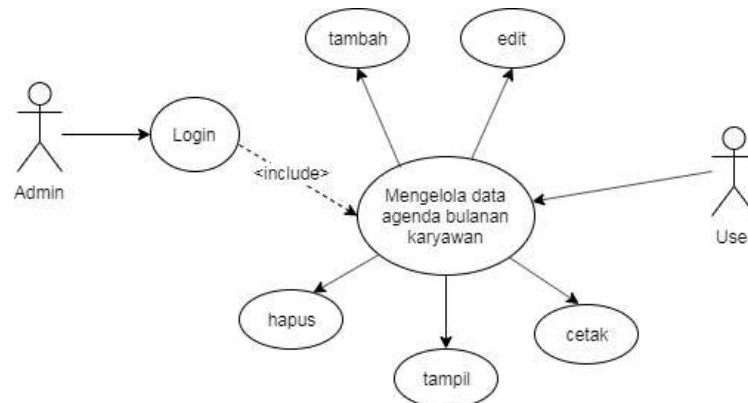 tambah
edit
Login
Admin
<include>
Mengelola data
agenda bulanan
karyawan
Use
hapus
cetak
tampil